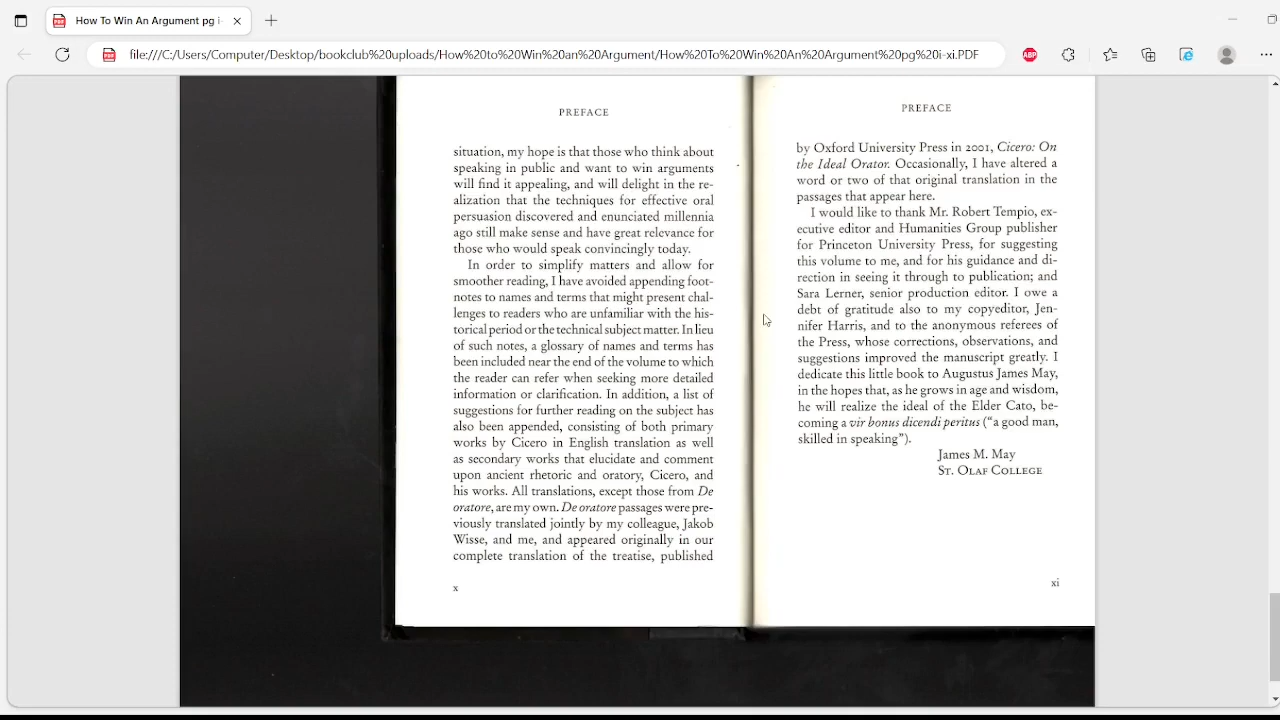 How To Win An Argument pg i
file:///C:/Users/Computer/Desktop/bookclub%20uploads/How%20to%20Win%20an%20Argument/How%20To%20Win%20An%20Argument%20pg%20i-xi.PDF
ABP
PREFACE
situation, my hope is that those who think about
speaking in public and want to win arguments
will find it appealing, and will delight in the re-
alization that the techniques for effective oral
persuasion discovered and enunciated millennia
ago still make sense and have great relevance for
those who would speak convincingly today.
In order to simplify matters and allow for
smoother reading, I have avoided appending foot-
notes to names and terms that might present chal-
lenges to readers who are unfamiliar with the his-
torical period or the technical subject matter. In lieu
of such notes, a glossary of names and terms has
been included near the end of the volume to which
the reader can refer when seeking more detailed
information or clarification. In addition, a list of
suggestions for further reading on the subject has
also been appended, consisting of both primary
works by Cicero in English translation as well
as secondary works that elucidate and comment
upon ancient rhetoric and oratory, Cicero, and
his works. All translations, except those from De
oratore, are my own. De oratore passages were pre-
viously translated jointly by my colleague, Jakob
Wisse, and me, and appeared originally in our
complete translation of the treatise, published
x
PREFACE
by Oxford University Press in 2001, Cicero: On
the Ideal Orator. Occasionally, I have altered a
word or two of that original translation in the
passages that appear here.
I would like to thank Mr. Robert Tempio, ex-
ecutive editor and Humanities Group publisher
for Princeton University Press, for suggesting
this volume to me, and for his guidance and di-
rection in seeing it through to publication; and
Sara Lerner, senior production editor. I owe a
debt of gratitude also to my copyeditor, Jen-
nifer Harris, and to the anonymous referees of
the Press, whose corrections, observations, and
suggestions improved the manuscript greatly. I
dedicate this little book to Augustus James May,
in the hopes that, as he grows in age and wisdom,
he will realize the ideal of the Elder Cato, be-
coming a vir bonus dicendi peritus ("a good man,
skilled in speaking").
James M. May
St. Olaf College
xi